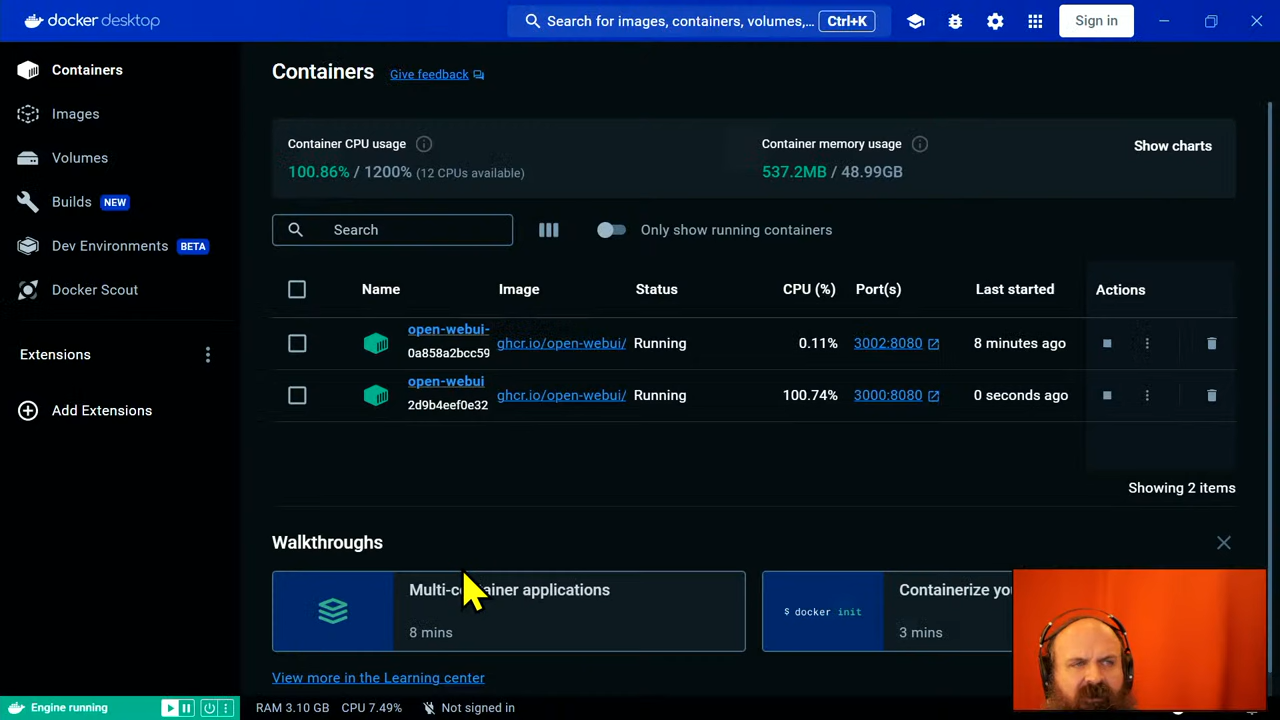 docker desktop
Search for images, containers, volumes,...
Ctrl+K
Sign in
Containers
Images
Volumes
Builds NEW
Dev Environments BETA
Docker Scout
Extensions
Add Extensions
Containers Give feedback
Container CPU usage
100.86% / 1200% (12 CPUs available)
Container memory usage
537.2MB / 48.99GB
Show charts
Search
Only show running containers
Name Image Status CPU (%) Port(s) Last started Actions
open-webui-
0a858a2bcc59 ghcr.io/open-webui/ Running 0.11% 3002:8080 8 minutes ago
open-webui
2d9b4eef0e32 ghcr.io/open-webui/ Running 100.74% 3000:8080 0 seconds ago
Showing 2 items
Walkthroughs
Multi-container applications
8 mins
$ docker init
Containerize yo
3 mins
View more in the Learning center
Engine running
RAM 3.10 GB CPU 7.49% Not signed in